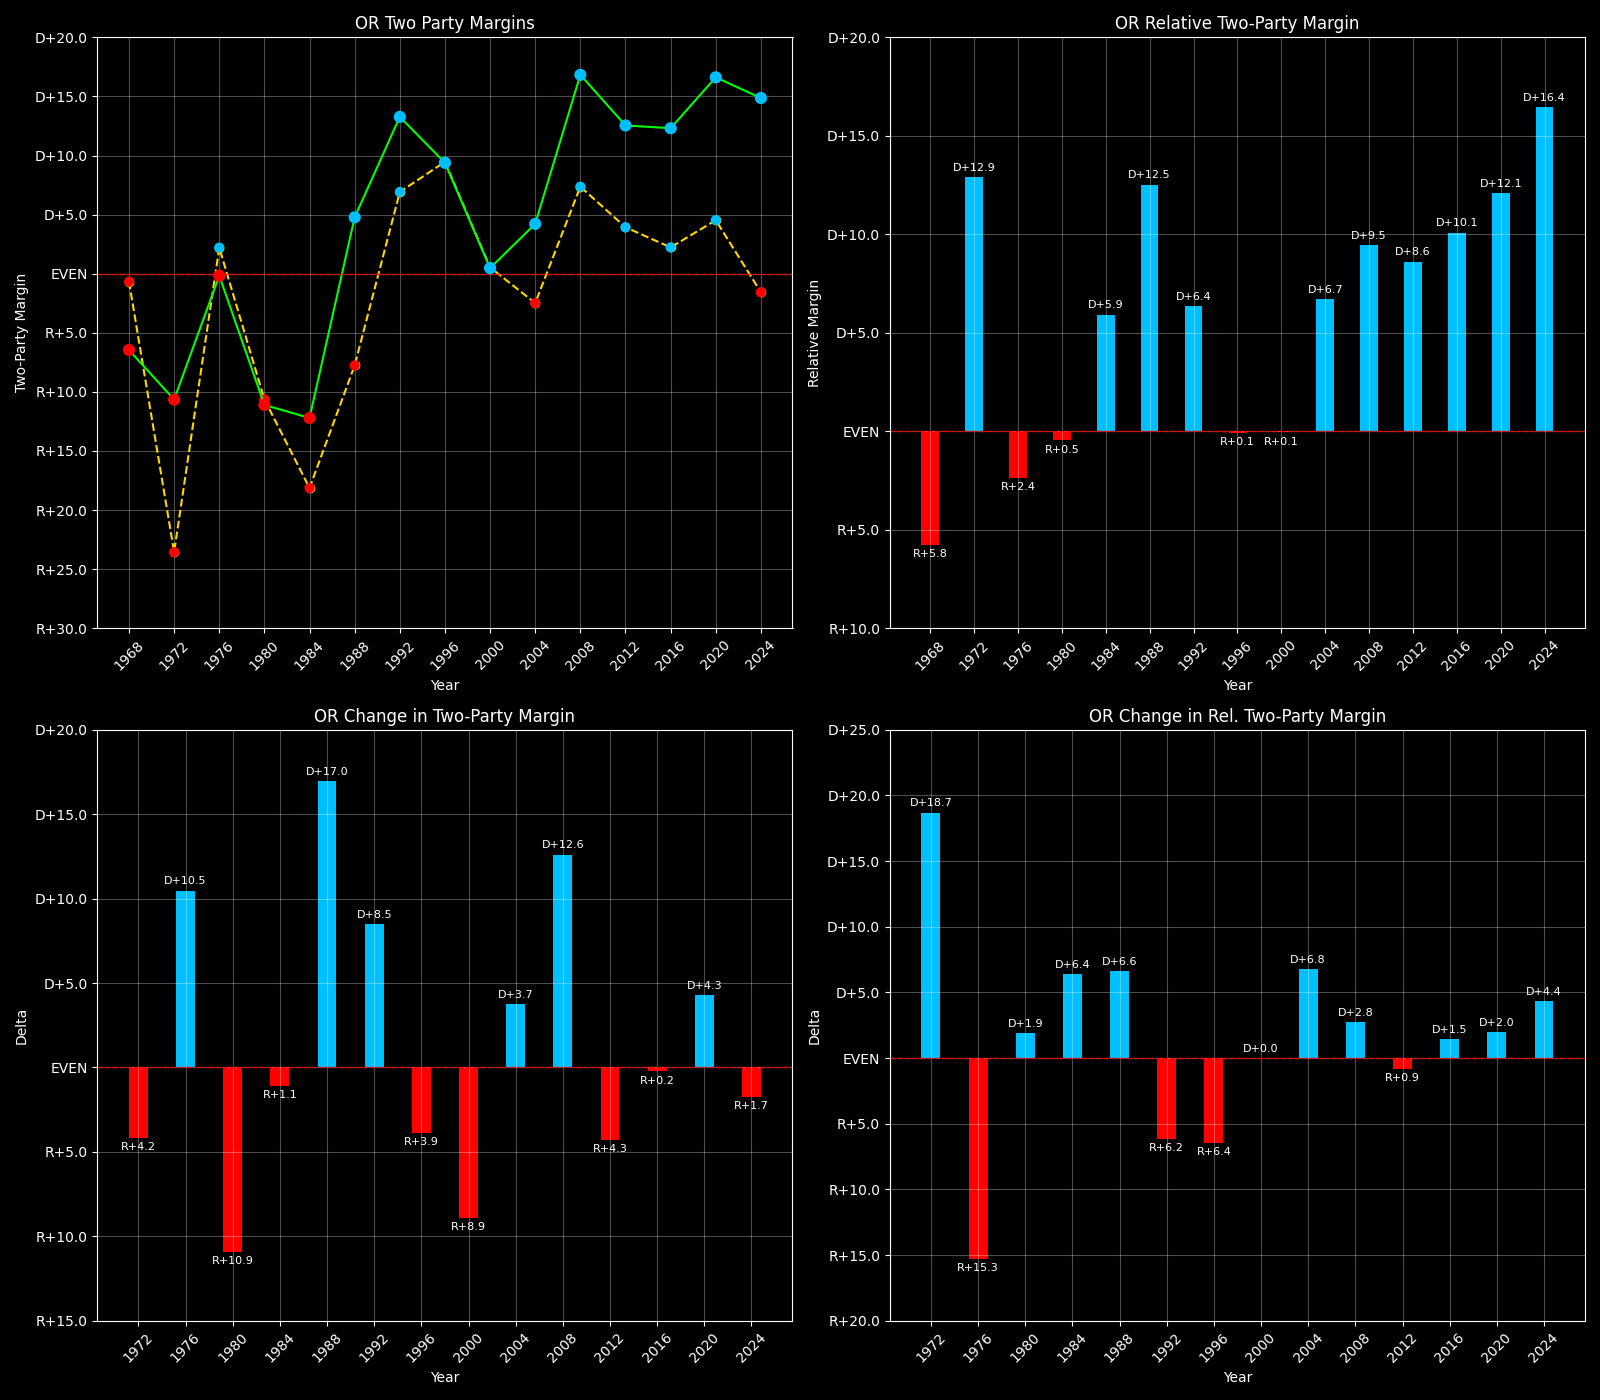 OR Two Party Margins
D+20.0
D+15.0
D+10.0
D+5.0
EVEN
R+5.0
R+10.0
R+15.0
R+20.0
R+25.0
R+30.0
Two-Party Margin
1968 1972 1976 1980 1984 1988 1992 1996 2000 2004 2008 2012 2016 2020 2024
Year
OR Relative Two-Party Margin
D+20.0
D+15.0
D+10.0
D+5.0
EVEN
R+5.0
R+10.0
Relative Margin
R+5.8
D+12.9
R+2.4
R+0.5
D+5.9
D+12.5
D+6.4
R+0.1
R+0.1
D+6.7
D+9.5
D+8.6
D+10.1
D+12.1
D+16.4
1968 1972 1976 1980 1984 1988 1992 1996 2000 2004 2008 2012 2016 2020 2024
Year
OR Change in Two-Party Margin
D+20.0
D+15.0
D+10.0
D+5.0
EVEN
R+5.0
R+10.0
R+15.0
Delta
R+4.2
D+10.5
R+10.9
R+1.1
D+17.0
D+8.5
R+3.9
R+8.9
D+3.7
D+12.6
R+4.3
R+0.2
D+4.3
R+1.7
1972 1976 1980 1984 1988 1992 1996 2000 2004 2008 2012 2016 2020 2024
Year
OR Change in Rel. Two-Party Margin
D+25.0
D+20.0
D+15.0
D+10.0
D+5.0
EVEN
R+5.0
R+10.0
R+15.0
R+20.0
Delta
D+18.7
R+15.3
D+1.9
D+6.4
D+6.6
R+6.2
R+6.4
D+0.0
D+6.8
D+2.8
R+0.9
D+1.5
D+2.0
D+4.4
1972 1976 1980 1984 1988 1992 1996 2000 2004 2008 2012 2016 2020 2024
Year